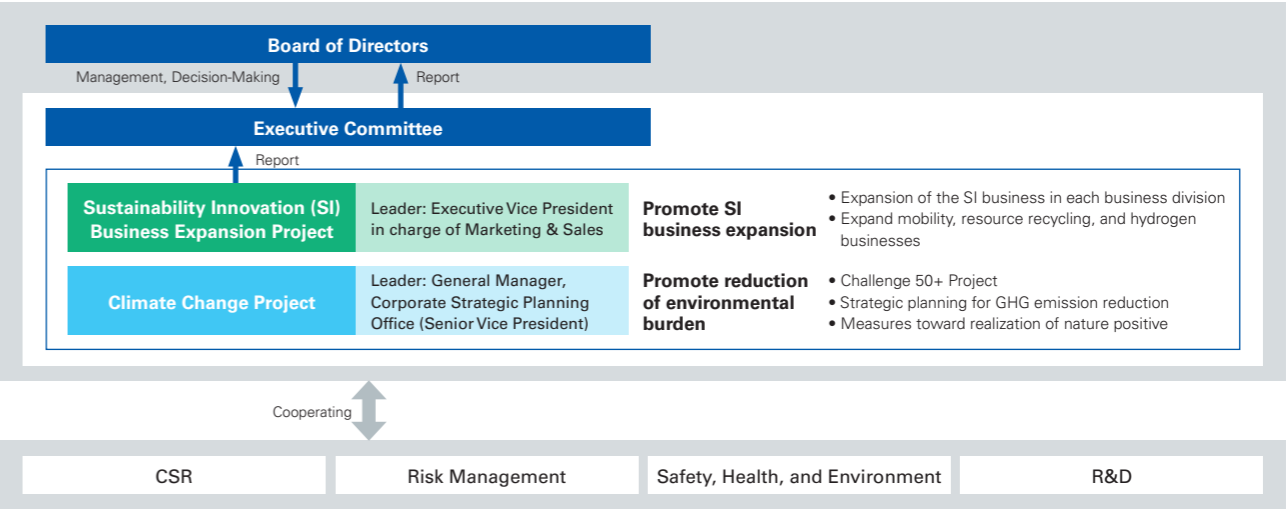 Board of Directors
Management, Decision-Making
Report
Executive Committee
Report
Sustainability Innovation (SI)
Business Expansion Project
Leader: Executive Vice President
in charge of Marketing & Sales
Promote SI
business expansion
• Expansion of the SI business in each business division
• Expand mobility, resource recycling, and hydrogen
businesses
Climate Change Project
Leader: General Manager,
Corporate Strategic Planning
Office (Senior Vice President)
Promote reduction
of environmental
burden
• Challenge 50+ Project
• Strategic planning for GHG emission reduction
• Measures toward realization of nature positive
Cooperating
CSR
Risk Management
Safety, Health, and Environment
R&D